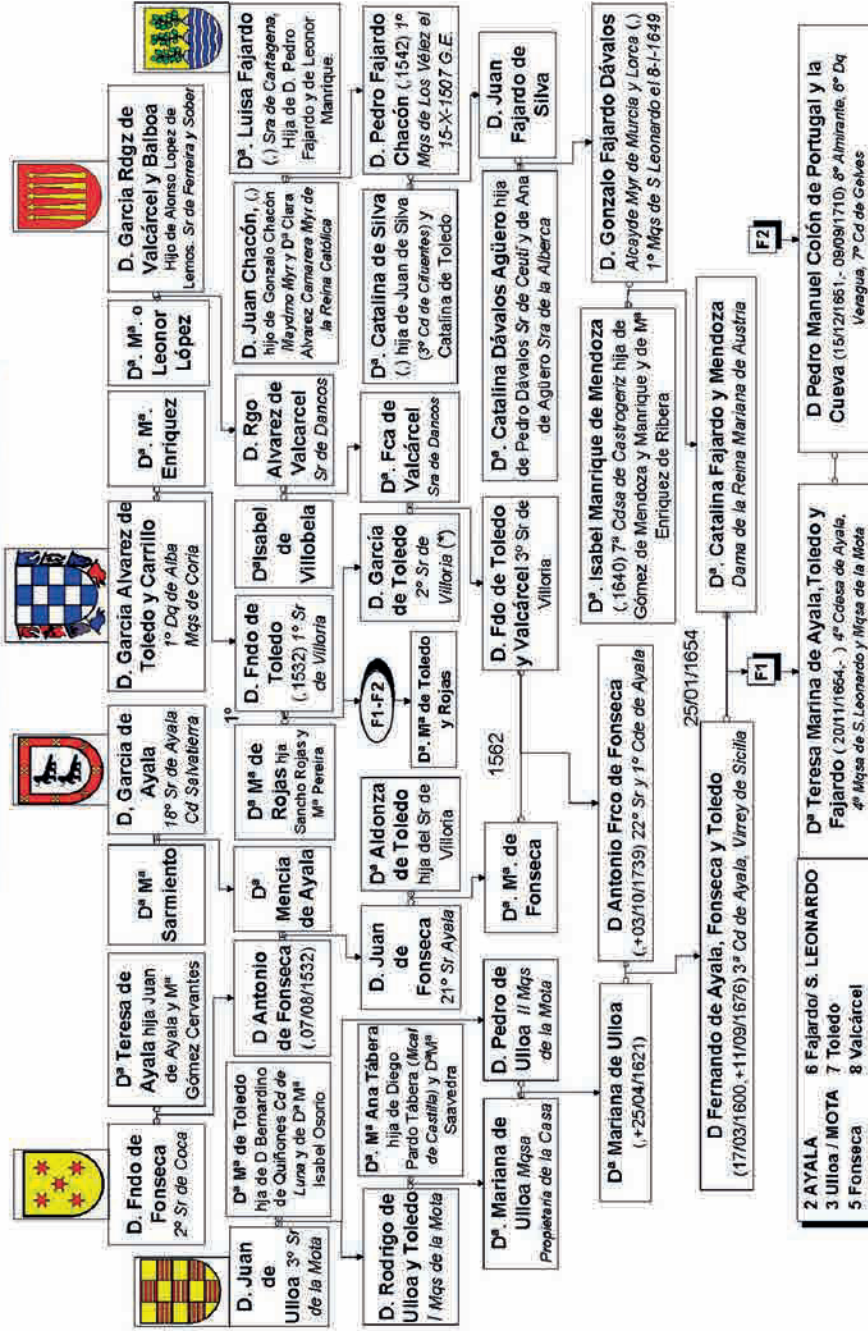 D. Fndo de
Fonseca
2º Sr de Coca
Dª Teresa de
Ayala hija Juan
de Ayala y Mª
Gómez Cervantes
Dª Mª
Sarmiento
D, Garcia de
Ayala
18º Sr de Ayala
Cd Salvatierra
D. Garcia Alvarez de
Toledo y Carrillo
1º Dq de Alba
Mqs de Coria
Dª. Mª.
Enriquez
Dª. Mª. o
Leonor
López
D. Garcia Rdgz de
Valcárcel y Balboa
Hijo de Alonso Lopez de
Lemos. Sr de Ferreira y Sober
D. Juan
de
Ulloa 3º Sr
de la Mota
Dª Mª de Toledo
hja de D Bernardino
de Quiñones Cd de
Luna y de Dª Mª
Isabel Osorio
D Antonio
de Fonseca
(,07/08/1532)
Dª
Mencia
de Ayala
Dª Mª de
Rojas hja
Sancho Rojas y
Mª Pereira
1º
D. Fndo de
Toledo
(,1532) 1º Sr
de Villoria
DªIsabel
de
Villobela
D. Rgo
Alvarez de
Valcarcel
Sr de Dancos
D. Juan Chacón, (,)
hijo de Gonzalo Chacón
Maydmo Myr y Dª Clara
Alvarez Camarera Myr de
la Reina Católica
Dª. Luisa Fajardo
(,) Sra de Cartagena,
Hija de D. Pedro
Fajardo y de Leonor
Manrique.
D. Rodrigo de
Ulloa y Toledo
I Mqs de la Mota
Dª. Mª Ana Tábera
hija de Diego
Pardo Tábera (Mcal
de Castilla) y DªMª
Saavedra
D. Juan
de
Fonseca
21º Sr Ayala
Dª Aldonza
de Toledo
hija del Sr de
Villoria
F1-F2
Dª. Mª de Toledo
y Rojas
D. García
de Toledo
2º Sr de
Villoria (*)
Dª. Fca de
Valcárcel
Sra de Dancos
Dª. Catalina de Silva
(,) hija de Juan de Silva
(3º Cd de Cifuentes) y
Catalina de Toledo
D. Pedro Fajardo
Chacón (,1542) 1º
Mqs de Los Vélez el
15-X-1507 G.E.
Dª. Mariana de
Ulloa Mqsa
Propietaria de la Casa
D. Pedro de
Ulloa II Mqs
de la Mota
Dª. Mª. de
Fonseca
1562
D. Fdo de Toledo
y Valcárcel 3º Sr de
Villoria
Dª. Catalina Dávalos Agüero hija
de Pedro Dávalos Sr de Ceutí y de Ana
de Agüero Sra de la Alberca
D. Juan
Fajardo de
Silva
Dª Mariana de Ulloa
(,+25/04/1621)
D Antonio Frco de Fonseca
(,+03/10/1739) 22º Sr y 1º Cde de Ayala
Dª. Isabel Manrique de Mendoza
(,1640) 7ª Cdsa de Castrogeriz hija de
Gómez de Mendoza y Manrique y de Mª
Enriquez de Ribera
D. Gonzalo Fajardo Dávalos
Alcayde Myr de Murcia y Lorca (,)
1º Mqs de S Leonardo el 8-I-1649
D Fernando de Ayala, Fonseca y Toledo
(17/03/1600,+11/09/1676) 3ª Cd de Ayala, Virrey de Sicilia
25/01/1654
Dª. Catalina Fajardo y Mendoza
Dama de la Reina Mariana de Austria
F1
F2
2 AYALA 6 Fajardo/ S. LEONARDO
3 Ulloa / MOTA 7 Toledo
5 Fonseca 8 Valcárcel
Dª Teresa Marina de Ayala, Toledo y
Fajardo ( 20/11/1654,- ) 4ª Cdesa de Ayala,
4ª Mqsa de S.Leonardo y Mqsa de la Mota
D Pedro Manuel Colón de Portugal y la
Cueva (15/12/1651,- 09/09/1710) 8º Almirante, 6º Dq
Veragua, 7º Cd de Gelves